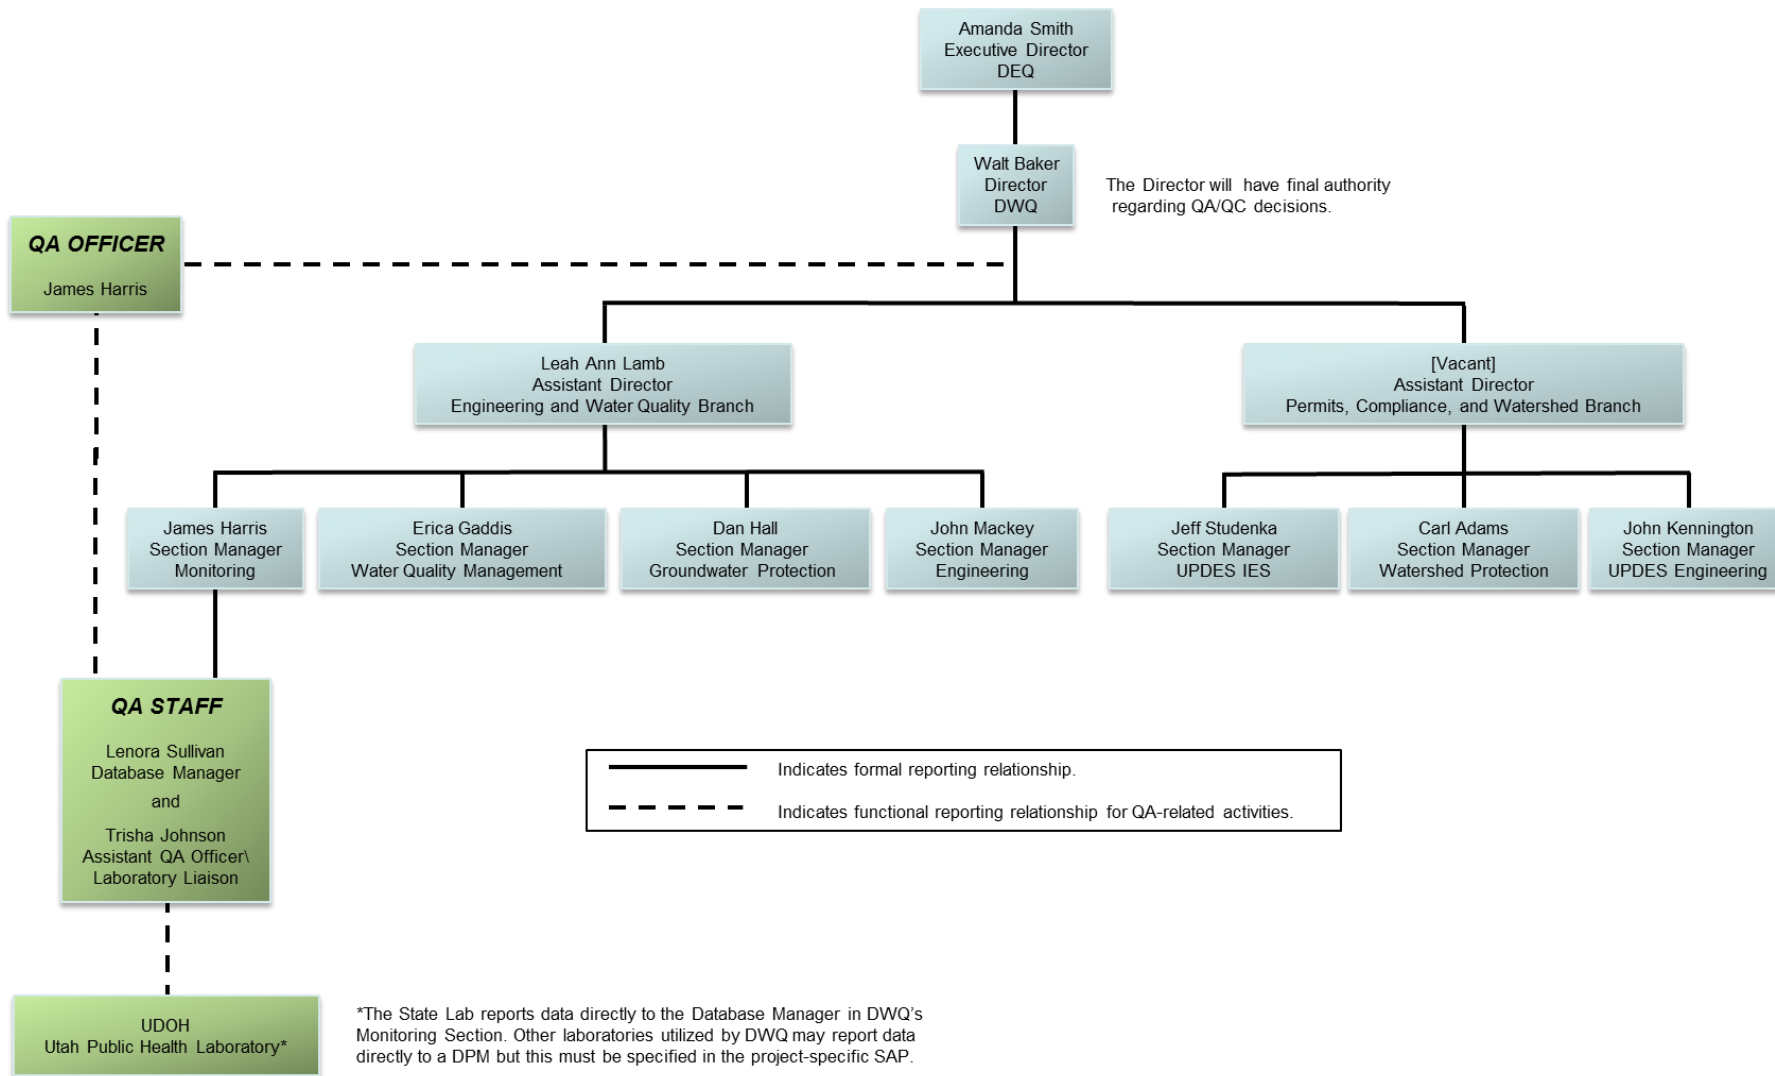 Amanda Smith
Executive Director
DEQ
Walt Baker
Director
DWQ
The Director will have final authority
regarding QA/QC decisions.
QA OFFICER
James Harris
Leah Ann Lamb
Assistant Director
Engineering and Water Quality Branch
[Vacant]
Assistant Director
Permits, Compliance, and Watershed Branch
James Harris
Section Manager
Monitoring
Erica Gaddis
Section Manager
Water Quality Management
Dan Hall
Section Manager
Groundwater Protection
John Mackey
Section Manager
Engineering
Jeff Studenka
Section Manager
UPDES IES
Carl Adams
Section Manager
Watershed Protection
John Kennington
Section Manager
UPDES Engineering
QA STAFF
Lenora Sullivan
Database Manager
and
Trisha Johnson
Assistant QA Officer\
Laboratory Liaison
Indicates formal reporting relationship.
Indicates functional reporting relationship for QA-related activities.
UDOH
Utah Public Health Laboratory*
*The State Lab reports data directly to the Database Manager in DWQ's
Monitoring Section. Other laboratories utilized by DWQ may report data
directly to a DPM but this must be specified in the project-specific SAP.